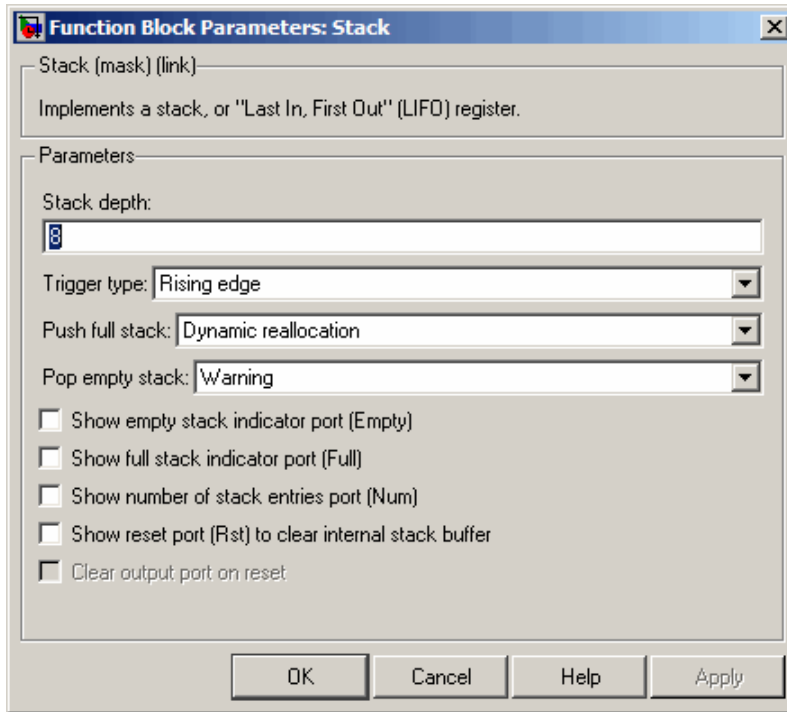 Function Block Parameters: Stack
Stack (mask) (link)
Implements a stack, or "Last In, First Out" (LIFO) register.
Parameters
Stack depth:
8
Trigger type: Rising edge
Push full stack: Dynamic reallocation
Pop empty stack: Warning
Show empty stack indicator port (Empty)
Show full stack indicator port (Full)
Show number of stack entries port (Num)
Show reset port (Rst) to clear internal stack buffer
Clear output port on reset
OK Cancel Help Apply